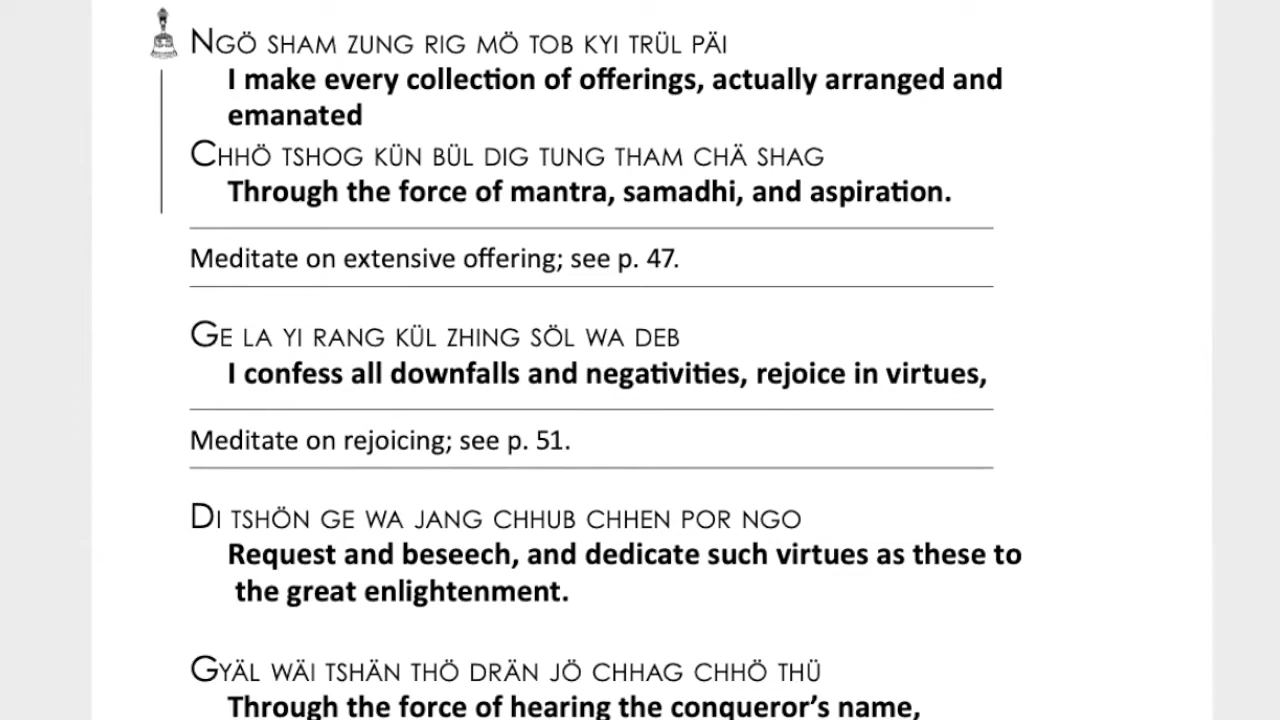 NGÖ SHAM ZUNG RIG MÖ TOB KYI TRÜL PÄI
I make every collection of offerings, actually arranged and
emanated
CHHÖ TSHOG KÜN BÜL DIG TUNG THAM CHÄ SHAG
Through the force of mantra, samadhi, and aspiration.
Meditate on extensive offering; see p. 47.
GE LA YI RANG KÜL ZHING SÖL WA DEB
I confess all downfalls and negativities, rejoice in virtues,
Meditate on rejoicing; see p. 51.
DI TSHÖN GE WA JANG CHHUB CHHEN POR NGO
Request and beseech, and dedicate such virtues as these to
the great enlightenment.
GYÄL WÄI TSHÄN THÖ DRÄN JÖ CHHAG CHHÖ THÜ
Through the force of hearing the conqueror's name,